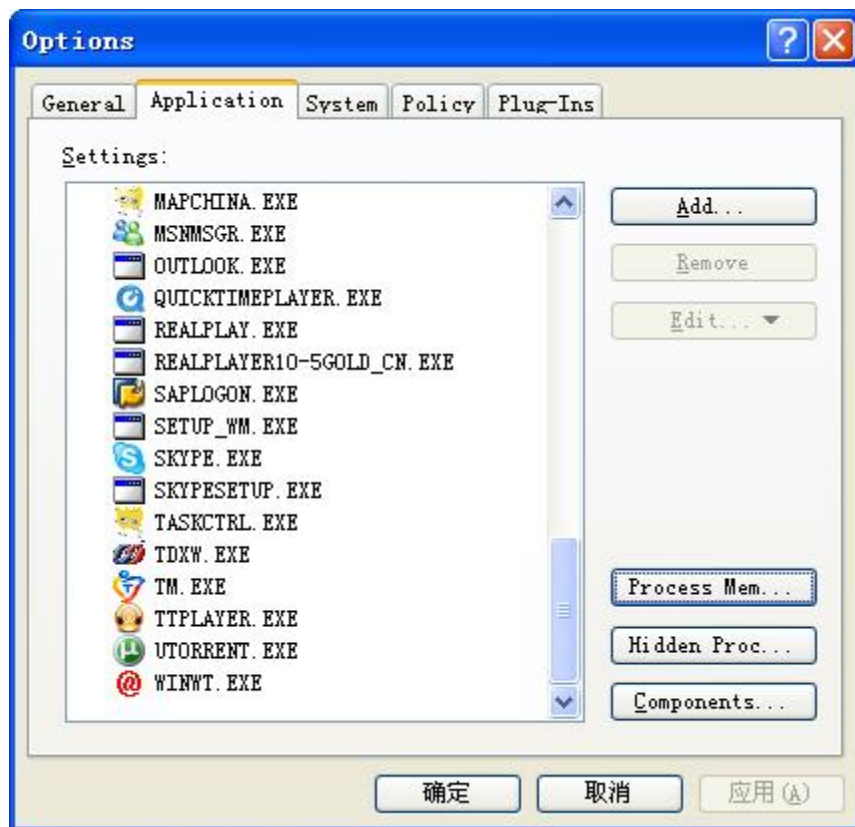 Options
General Application System Policy Plug-Ins
Settings:
MAPCHINA.EXE
MSNMSGR.EXE
OUTLOOK.EXE
QUICKTIMEPLAYER.EXE
REALPLAY.EXE
REALPLAYER10-5GOLD_CN.EXE
SAPLOGON.EXE
SETUP_WM.EXE
SKYPE.EXE
SKYPESETUP.EXE
TASKCTRL.EXE
TDXW.EXE
TM.EXE
TTPLAYER.EXE
UTORRENT.EXE
WINWT.EXE
Add...
Remove
Edit...
Process Mem...
Hidden Proc...
Components...
确定 取消 应用(A)